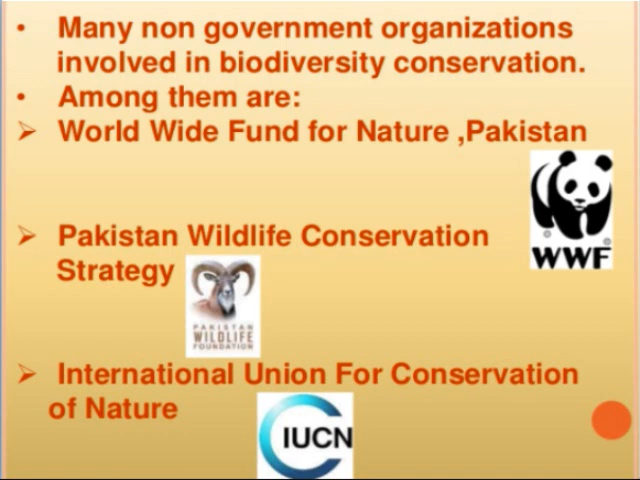 • Many non government organizations
involved in biodiversity conservation.
• Among them are:
➢ World Wide Fund for Nature ,Pakistan
WWF
➢ Pakistan Wildlife Conservation
Strategy
PAKISTAN
WILDLIFE
FOUNDATION
➢ International Union For Conservation
of Nature
IUCN